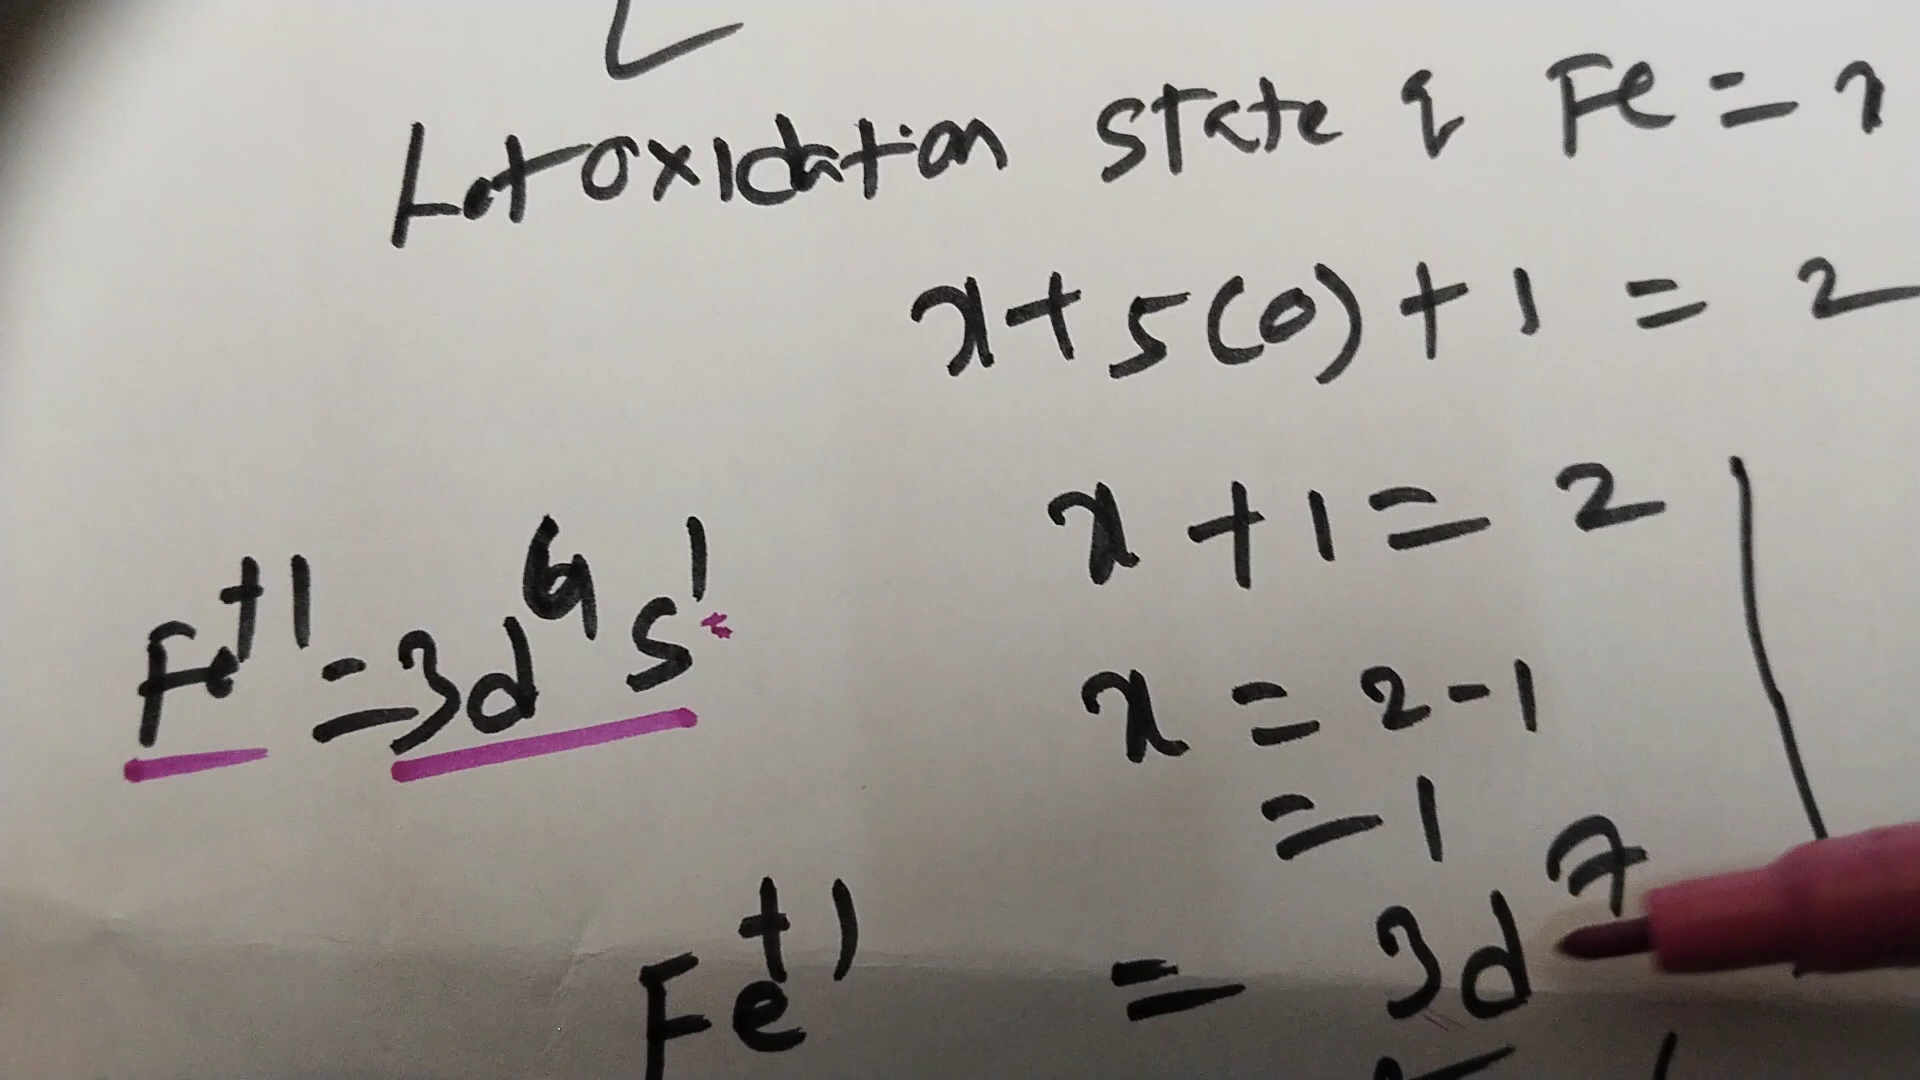 Let oxidation state of Fe = x
x + 5(0) + 1 = 2
x + 1 = 2
Fe⁺¹ = 3d⁶ s¹
x = 2 - 1
= 1
Fe⁺¹ = 3d⁷